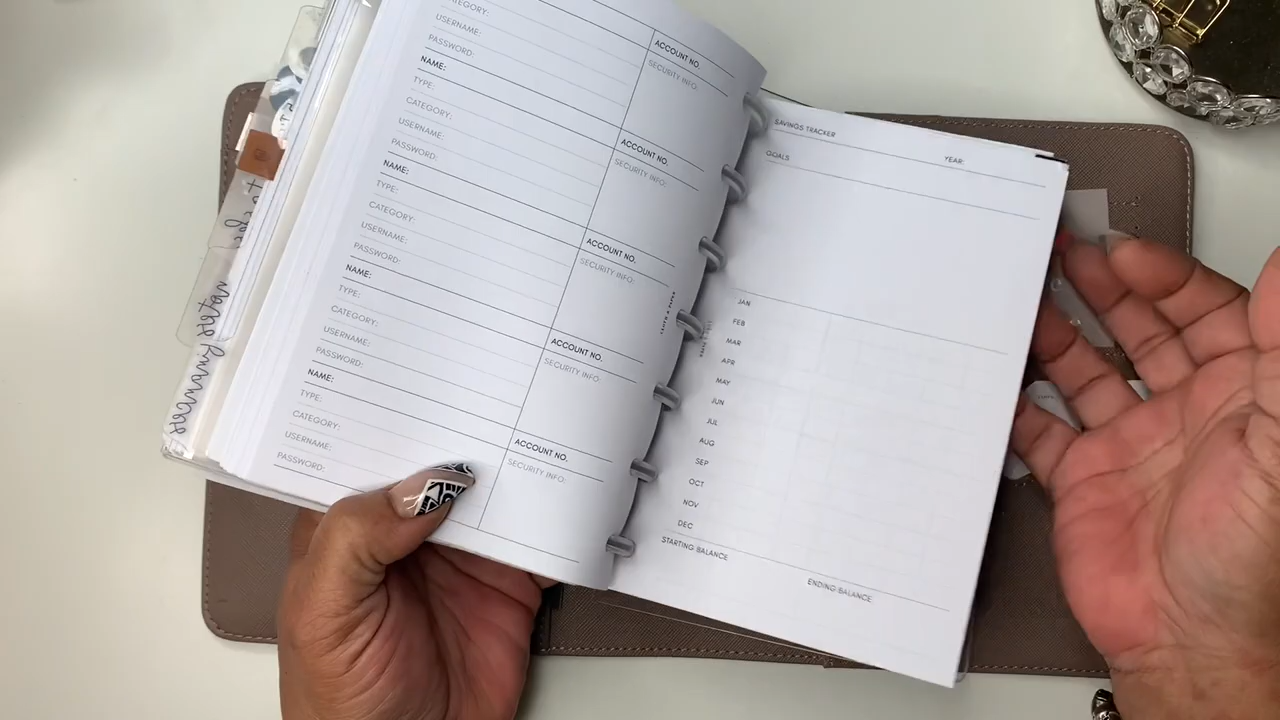 CATEGORY:
USERNAME:
PASSWORD:
ACCOUNT NO.
SECURITY INFO:
NAME:
TYPE:
CATEGORY:
USERNAME:
PASSWORD:
ACCOUNT NO.
SECURITY INFO:
NAME:
TYPE:
CATEGORY:
USERNAME:
PASSWORD:
ACCOUNT NO.
SECURITY INFO:
NAME:
TYPE:
CATEGORY:
USERNAME:
PASSWORD:
ACCOUNT NO.
SECURITY INFO:
NAME:
TYPE:
CATEGORY:
USERNAME:
PASSWORD:
ACCOUNT NO.
SECURITY INFO:
SAVINGS TRACKER
YEAR:
GOALS
JAN
FEB
MAR
APR
MAY
JUN
JUL
AUG
SEP
OCT
NOV
DEC
STARTING BALANCE
ENDING BALANCE